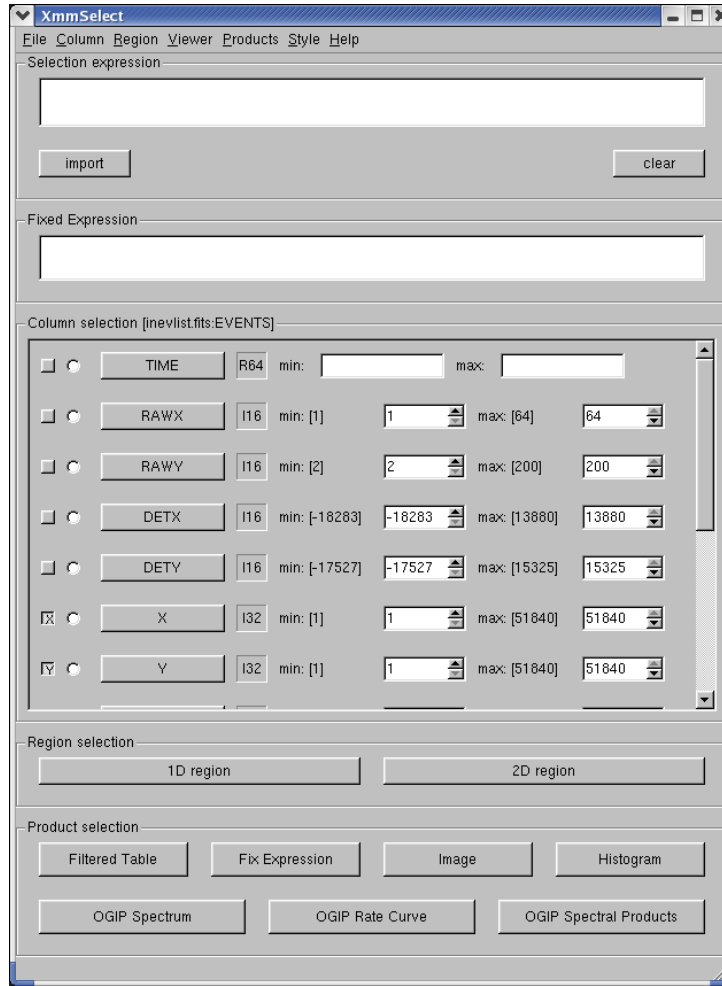 XmmSelect
File Column Region Viewer Products Style Help
Selection expression
import clear
Fixed Expression
Column selection [inevlist.fits:EVENTS]
TIME R64 min: max:
RAWX I16 min: [1] 1 max: [64] 64
RAWY I16 min: [2] 2 max: [200] 200
DETX I16 min: [-18283] -18283 max: [13880] 13880
DETY I16 min: [-17527] -17527 max: [15325] 15325
X X I32 min: [1] 1 max: [51840] 51840
Y Y I32 min: [1] 1 max: [51840] 51840
Region selection
1D region 2D region
Product selection
Filtered Table Fix Expression Image Histogram
OGIP Spectrum OGIP Rate Curve OGIP Spectral Products